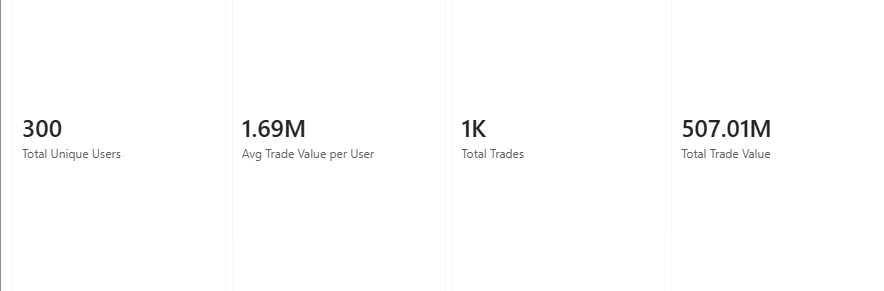 300
Total Unique Users
1.69M
Avg Trade Value per User
1K
Total Trades
507.01M
Total Trade Value